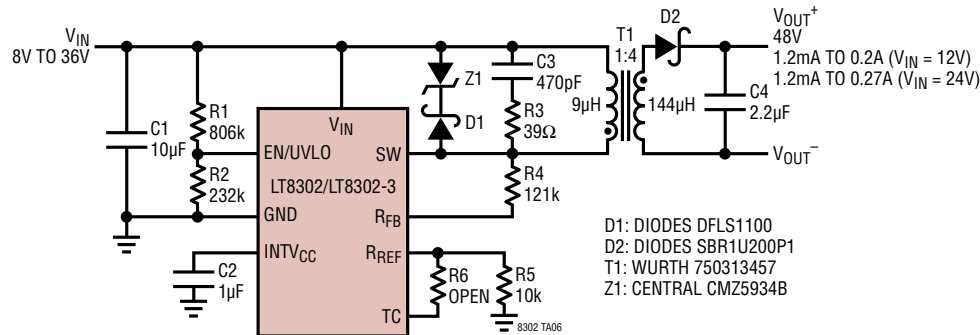 VIN
8V TO 36V
C1
10µF
R1
806k
R2
232k
VIN
EN/UVLO
SW
LT8302/LT8302-3
GND
RFB
INTVCC
RREF
TC
C2
1µF
Z1
D1
C3
470pF
R3
39Ω
R4
121k
R6
OPEN
R5
10k
T1
1:4
9µH
144µH
D2
C4
2.2µF
VOUT+
48V
1.2mA TO 0.2A (VIN = 12V)
1.2mA TO 0.27A (VIN = 24V)
VOUT–
D1: DIODES DFLS1100
D2: DIODES SBR1U200P1
T1: WURTH 750313457
Z1: CENTRAL CMZ5934B
8302 TA06